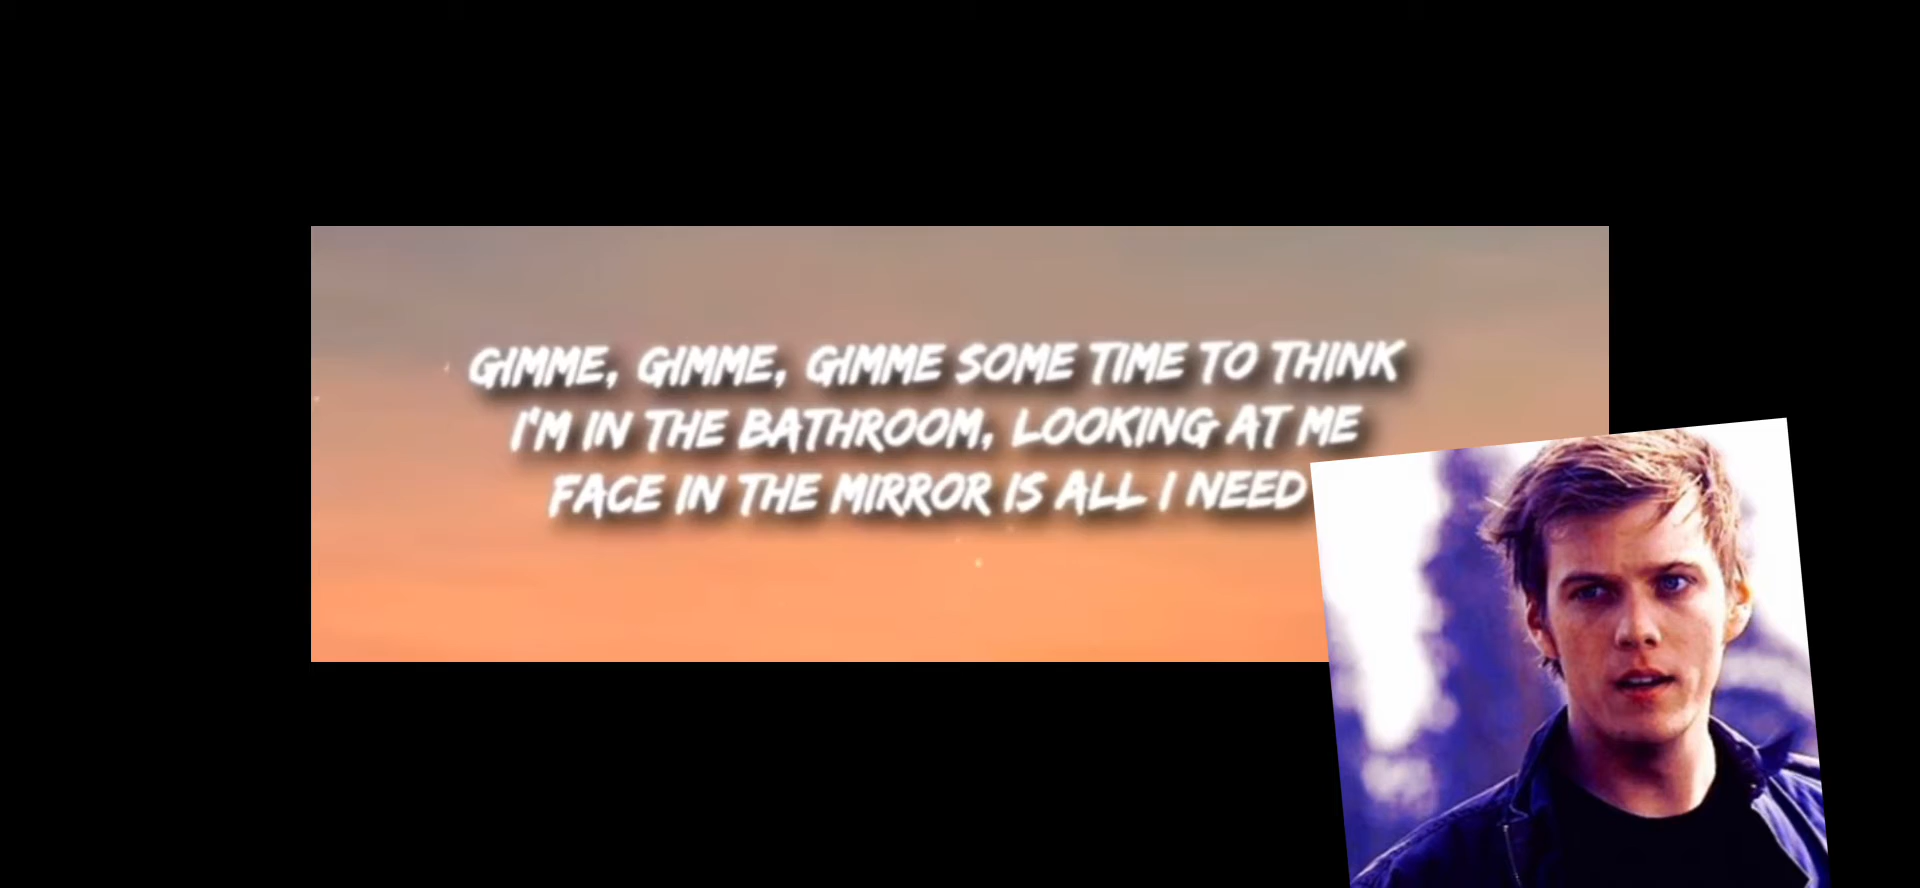 GIMME, GIMME, GIMME SOME TIME TO THINK
I'M IN THE BATHROOM, LOOKING AT ME
FACE IN THE MIRROR IS ALL I NEED